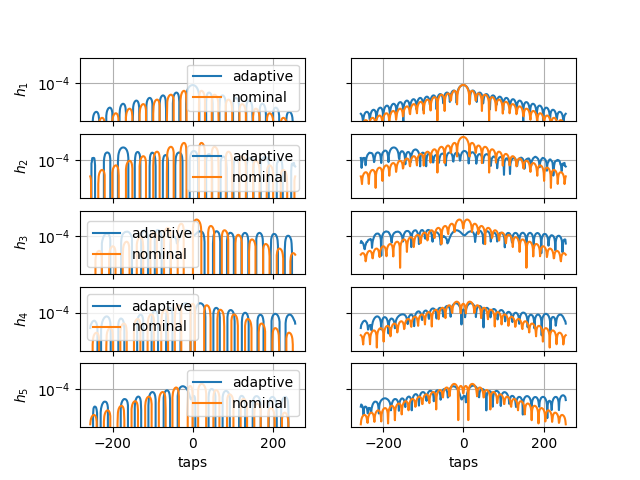 h1
10−4
adaptive
nominal
h2
10−4
adaptive
nominal
h3
10−4
adaptive
nominal
h4
10−4
adaptive
nominal
h5
10−4
adaptive
nominal
−200 0 200
−200 0 200
taps
taps